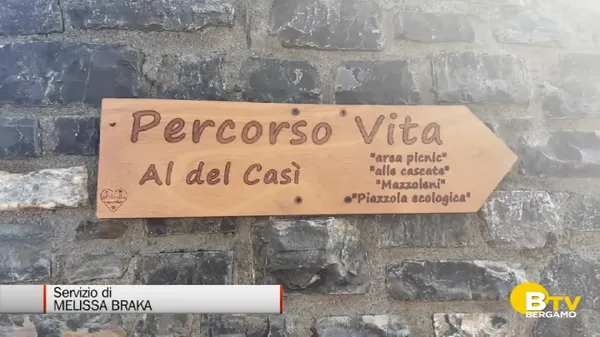 Percorso Vita
Al del Casì
"area picnic"
"alle cascate"
"Mazzoleni"
"Piazzola ecologica"
Servizio di
MELISSA BRAKA
BTV
BERGAMO